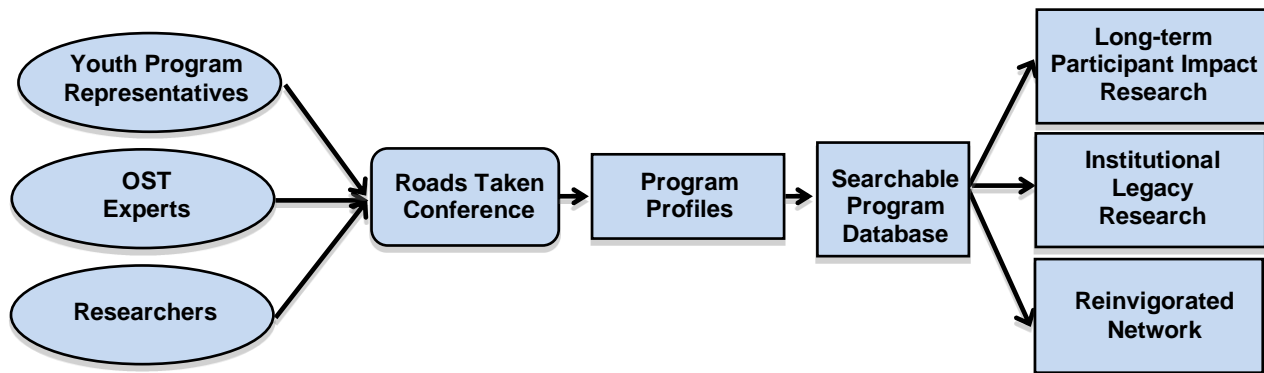 Youth Program
Representatives
OST
Experts
Researchers
Roads Taken
Conference
Program
Profiles
Searchable
Program
Database
Long-term
Participant Impact
Research
Institutional
Legacy
Research
Reinvigorated
Network